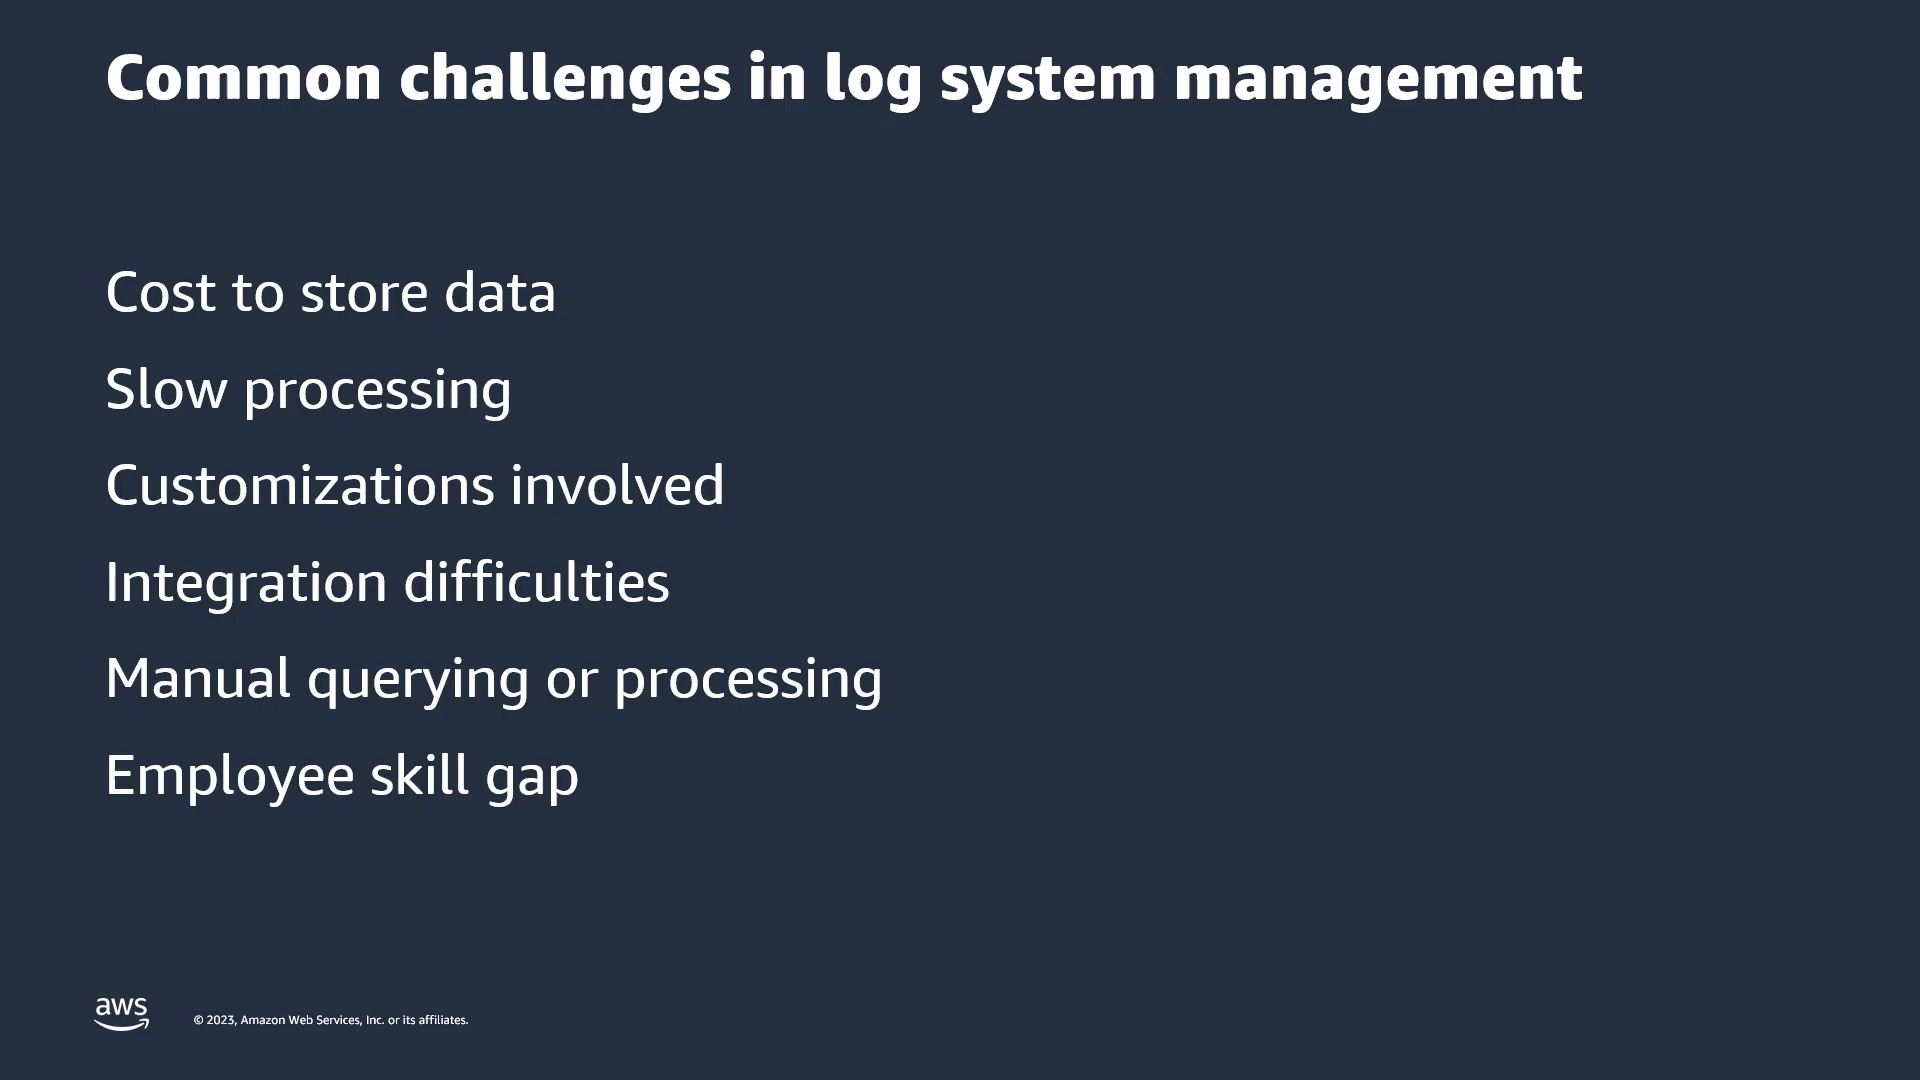 Common challenges in log system management
Cost to store data
Slow processing
Customizations involved
Integration difficulties
Manual querying or processing
Employee skill gap
aws
© 2023, Amazon Web Services, Inc. or its affiliates.